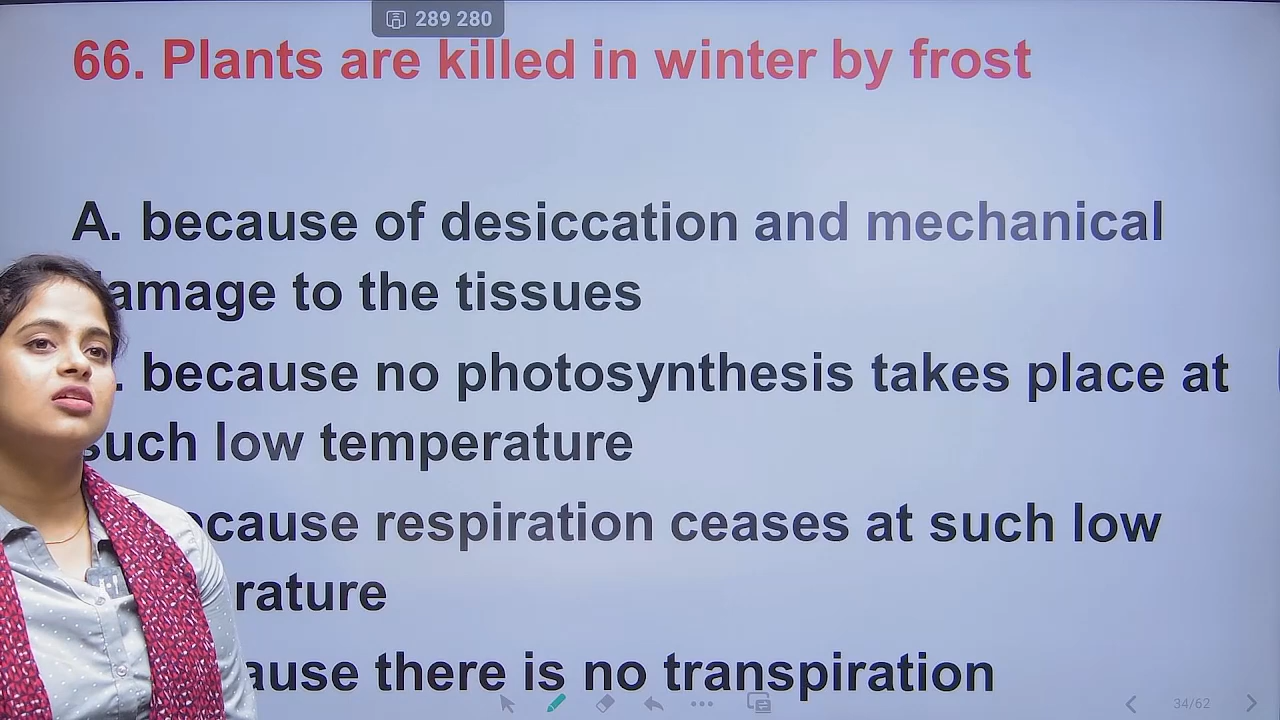 289 280
66. Plants are killed in winter by frost
A. because of desiccation and mechanical
amage to the tissues
. because no photosynthesis takes place at
such low temperature
cause respiration ceases at such low
rature
ause there is no transpiration
34/62